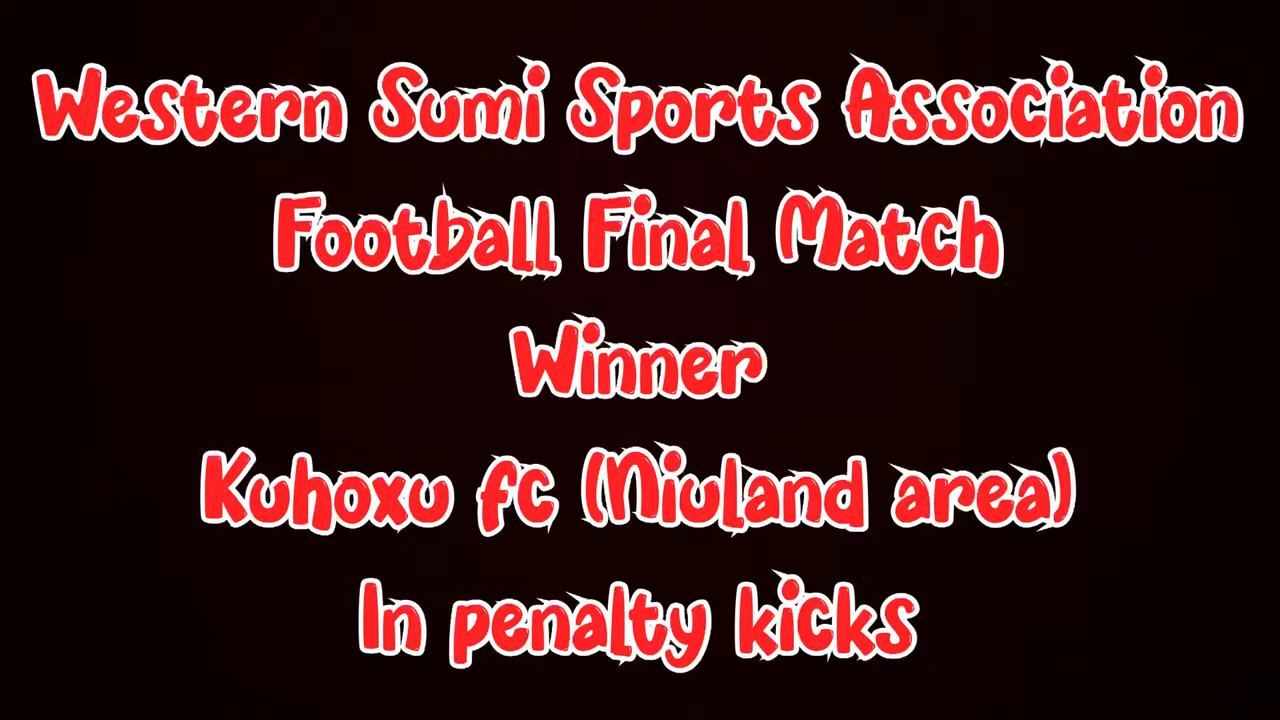 Western Sumi Sports Association
Football Final Match
Winner
Kuhoxu fc (Niuland area)
In penalty kicks